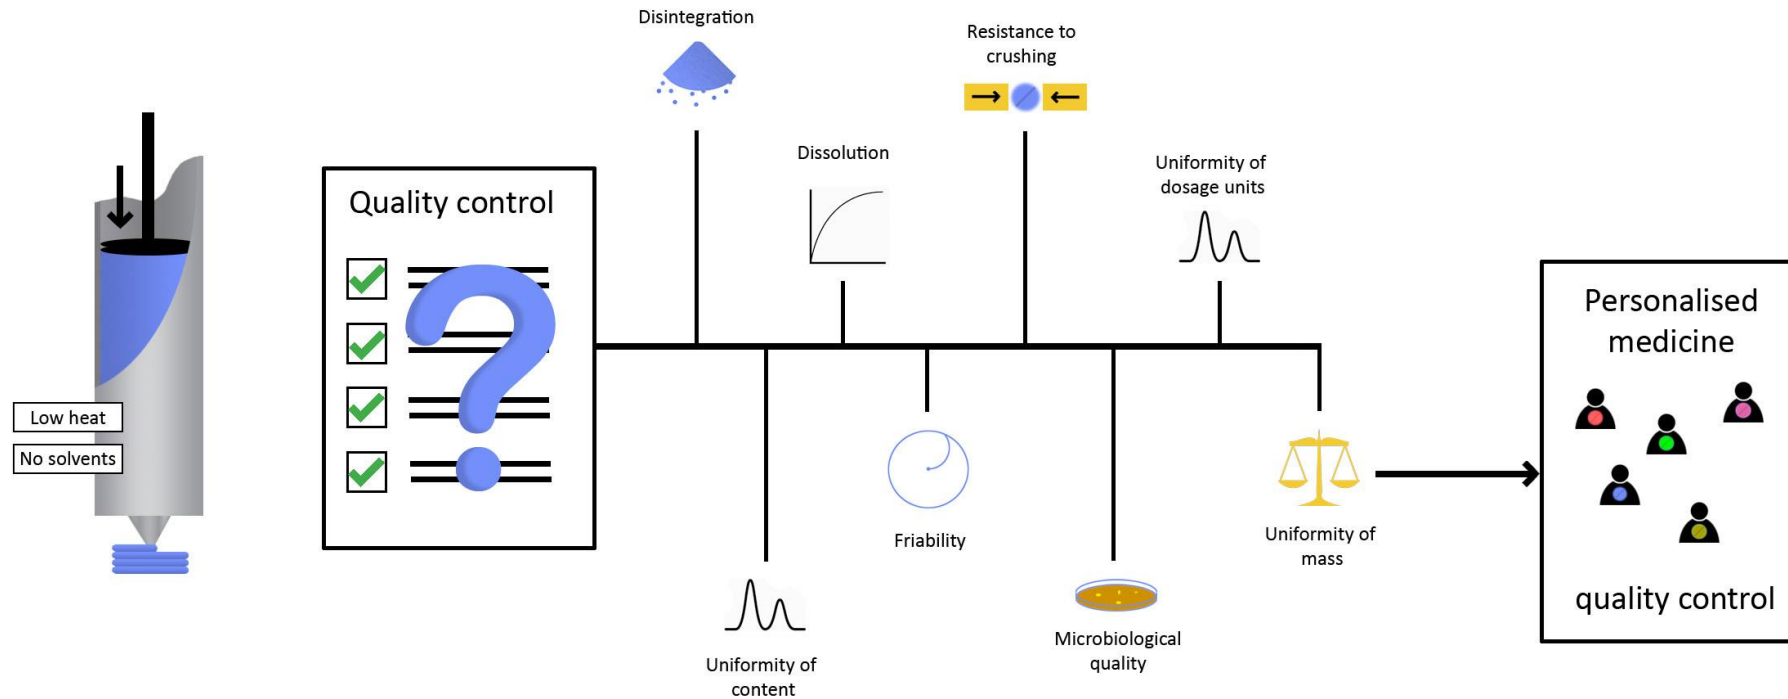 Low heat
No solvents
Quality control
Disintegration
Uniformity of
content
Dissolution
Friability
Resistance to
crushing
Microbiological
quality
Uniformity of
dosage units
Uniformity of
mass
Personalised
medicine
quality control